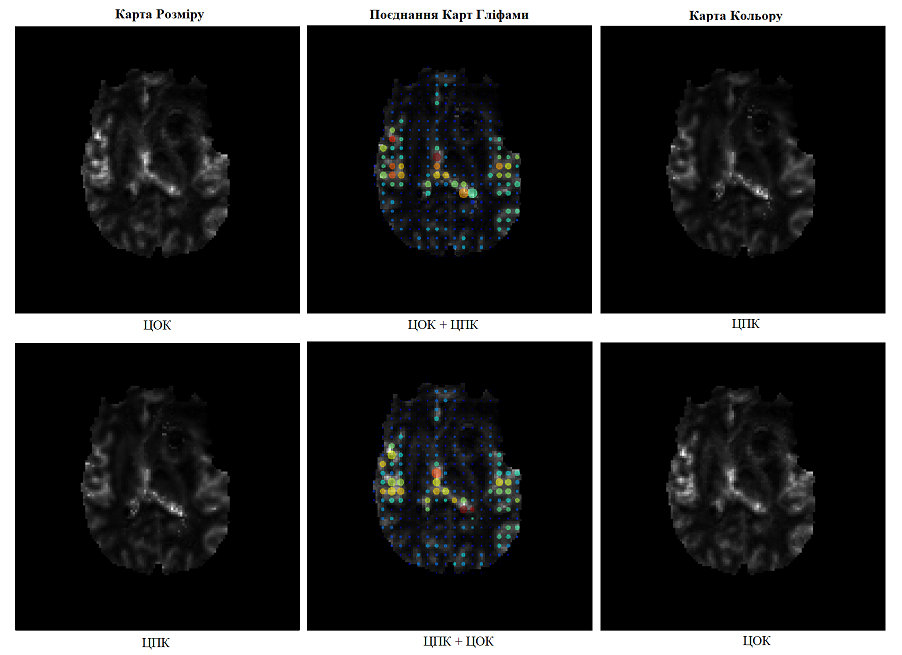 Карта Розміру
Поєднання Карт Гліфами
Карта Кольору
ЦОК
ЦОК + ЦПК
ЦПК
ЦПК
ЦПК + ЦОК
ЦОК